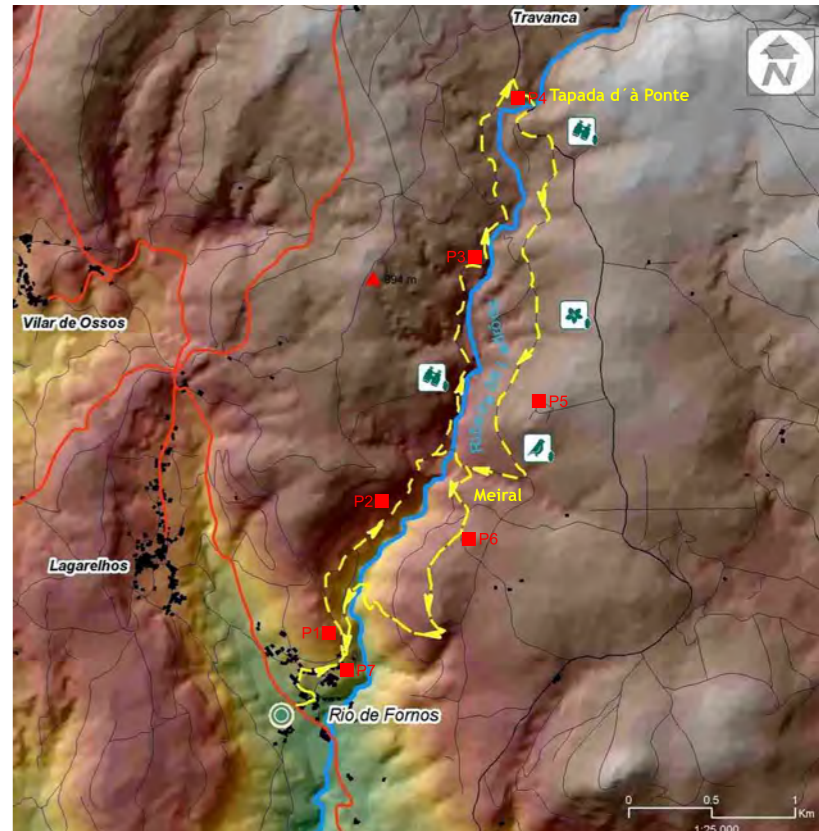 Travanca
N
P4
Tapada d´à Ponte
P3
894 m
Vilar de Ossos
P5
P2
Meiral
P6
Lagarelhos
P1
P7
Rio de Fornos
0 0.5 1
Km
1:25 000